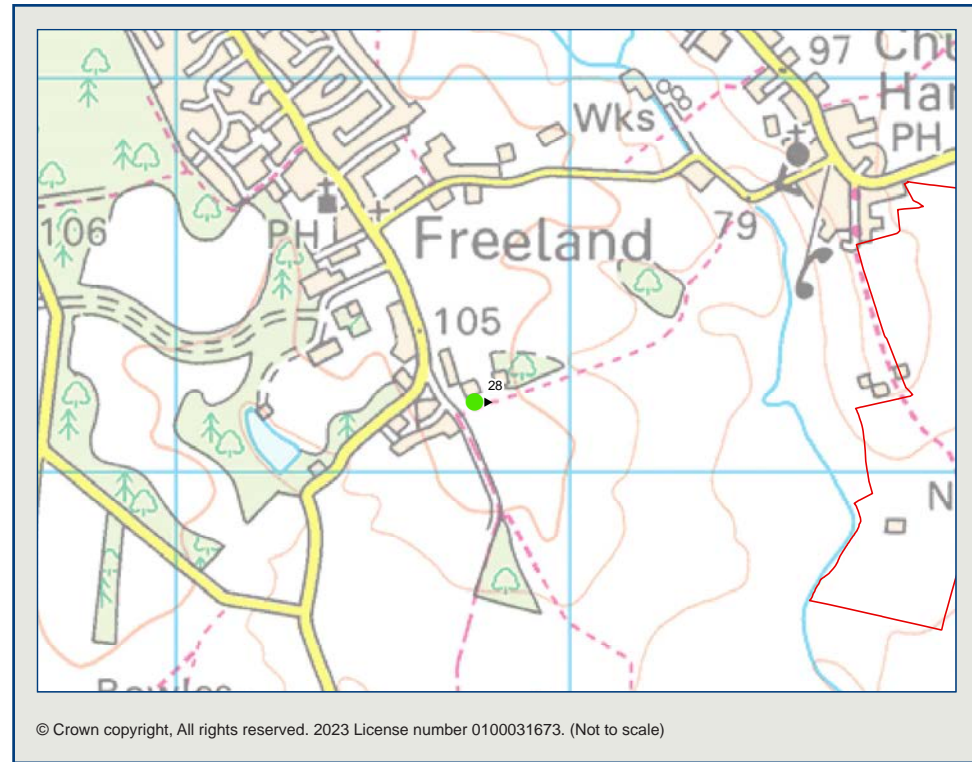 97
Wks
PH
106
PH
Freeland
79
105
28
N
© Crown copyright, All rights reserved. 2023 License number 0100031673. (Not to scale)